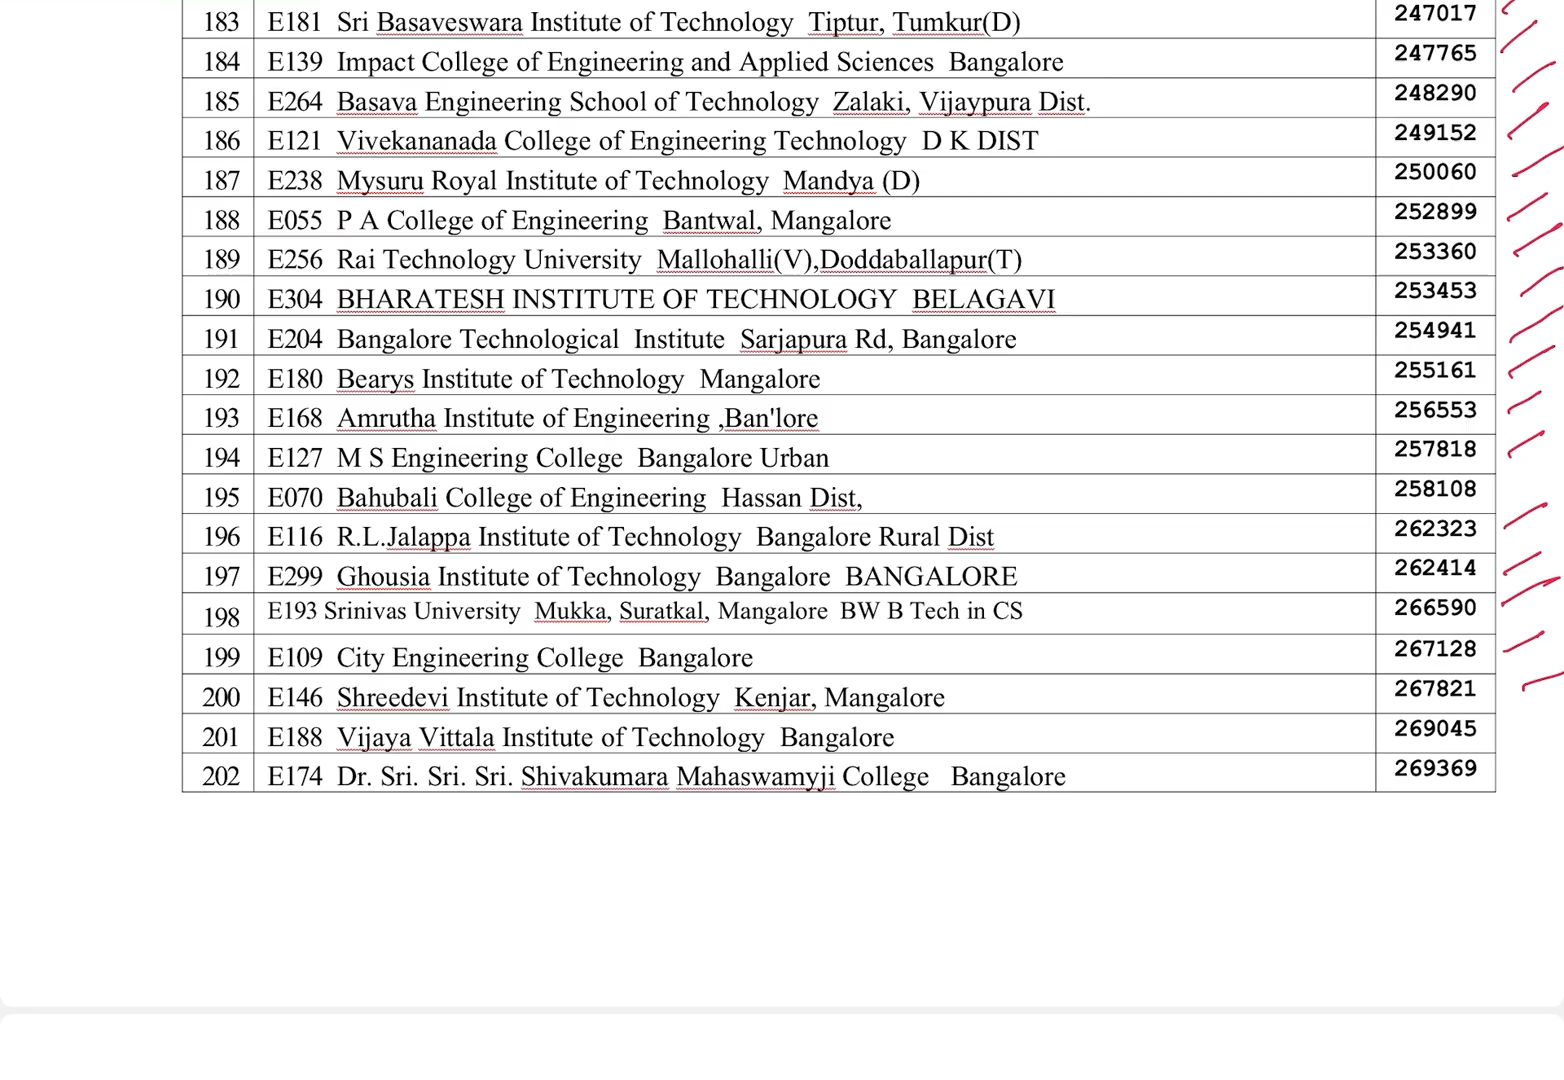 183 E181 Sri Basaveswara Institute of Technology Tiptur, Tumkur(D) 247017
184 E139 Impact College of Engineering and Applied Sciences Bangalore 247765
185 E264 Basava Engineering School of Technology Zalaki, Vijaypura Dist. 248290
186 E121 Vivekananada College of Engineering Technology D K DIST 249152
187 E238 Mysuru Royal Institute of Technology Mandya (D) 250060
188 E055 P A College of Engineering Bantwal, Mangalore 252899
189 E256 Rai Technology University Mallohalli(V),Doddaballapur(T) 253360
190 E304 BHARATESH INSTITUTE OF TECHNOLOGY BELAGAVI 253453
191 E204 Bangalore Technological Institute Sarjapura Rd, Bangalore 254941
192 E180 Bearys Institute of Technology Mangalore 255161
193 E168 Amrutha Institute of Engineering ,Ban'lore 256553
194 E127 M S Engineering College Bangalore Urban 257818
195 E070 Bahubali College of Engineering Hassan Dist, 258108
196 E116 R.L.Jalappa Institute of Technology Bangalore Rural Dist 262323
197 E299 Ghousia Institute of Technology Bangalore BANGALORE 262414
198 E193 Srinivas University Mukka, Suratkal, Mangalore BW B Tech in CS 266590
199 E109 City Engineering College Bangalore 267128
200 E146 Shreedevi Institute of Technology Kenjar, Mangalore 267821
201 E188 Vijaya Vittala Institute of Technology Bangalore 269045
202 E174 Dr. Sri. Sri. Sri. Shivakumara Mahaswamyji College Bangalore 269369